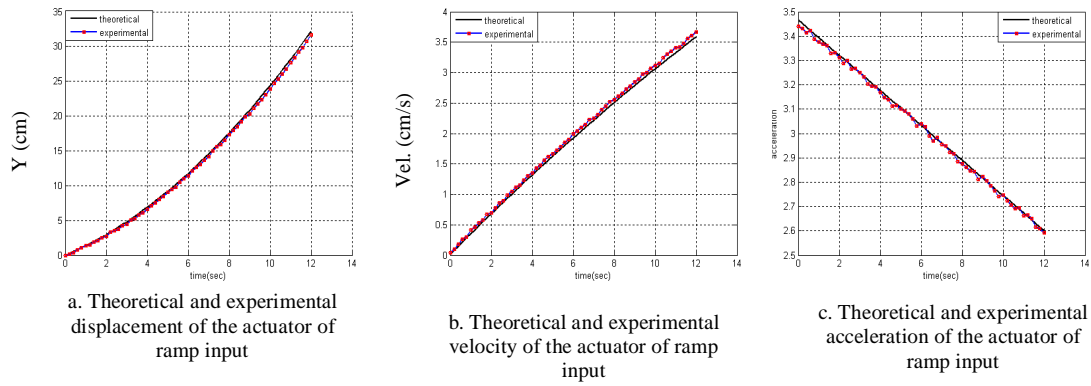 35
30
25
20
15
10
5
0
0 2 4 6 8 10 12 14
theoretical
experimental
Y (cm)
time(sec)
a. Theoretical and experimental
displacement of the actuator of
ramp input
4
3.5
3
2.5
2
1.5
1
0.5
0
0 2 4 6 8 10 12 14
theoretical
experimental
Vel. (cm/s)
time(sec)
b. Theoretical and experimental
velocity of the actuator of ramp
input
3.5
3.4
3.3
3.2
3.1
3
2.9
2.8
2.7
2.6
2.5
0 2 4 6 8 10 12 14
theoretical
experimental
acceleration
time(sec)
c. Theoretical and experimental
acceleration of the actuator of
ramp input